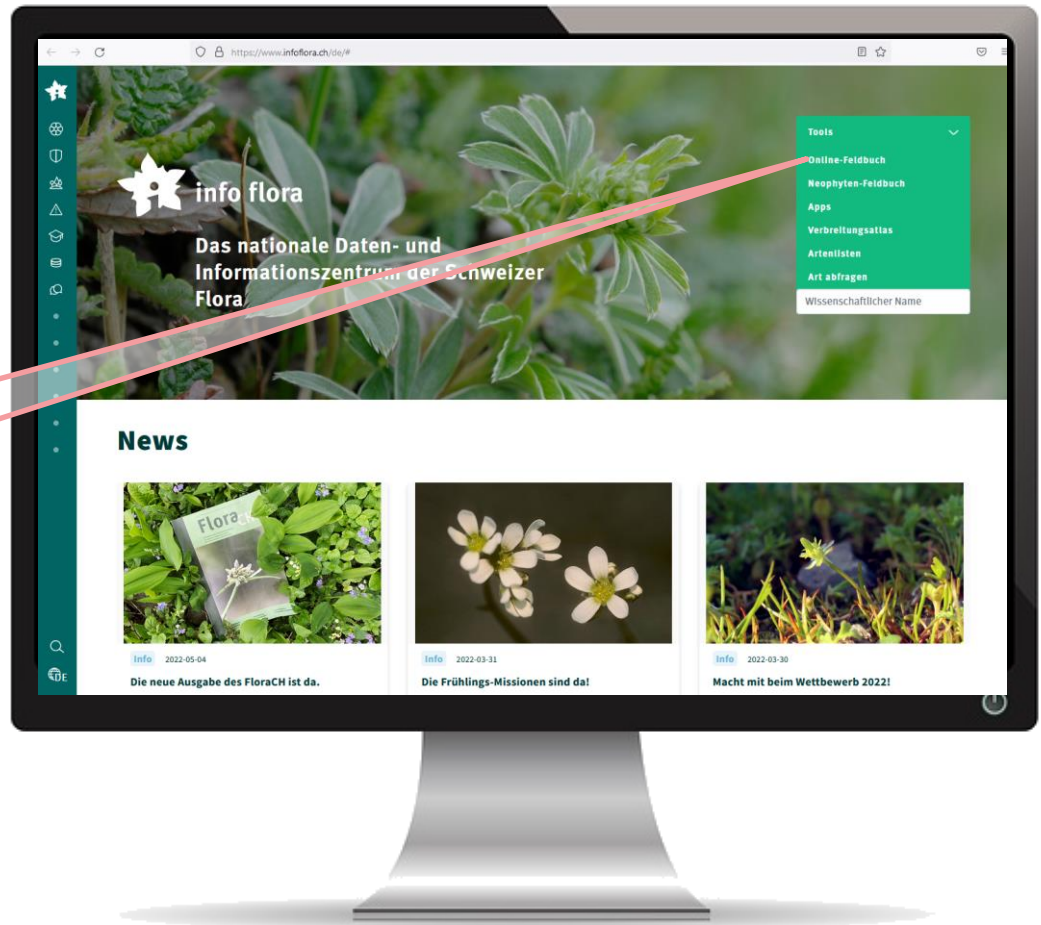 https://www.infoflora.ch/de/#
info flora
Das nationale Daten- und
Informationszentrum der Schweizer
Flora
Tools
Online-Feldbuch
Neophyten-Feldbuch
Apps
Verbreitungsatlas
Artenlisten
Art abfragen
Wissenschaftlicher Name
News
FloraCH
Info 2022-05-04
Die neue Ausgabe des FloraCH ist da.
Info 2022-03-31
Die Frühlings-Missionen sind da!
Info 2022-03-30
Macht mit beim Wettbewerb 2022!
DE